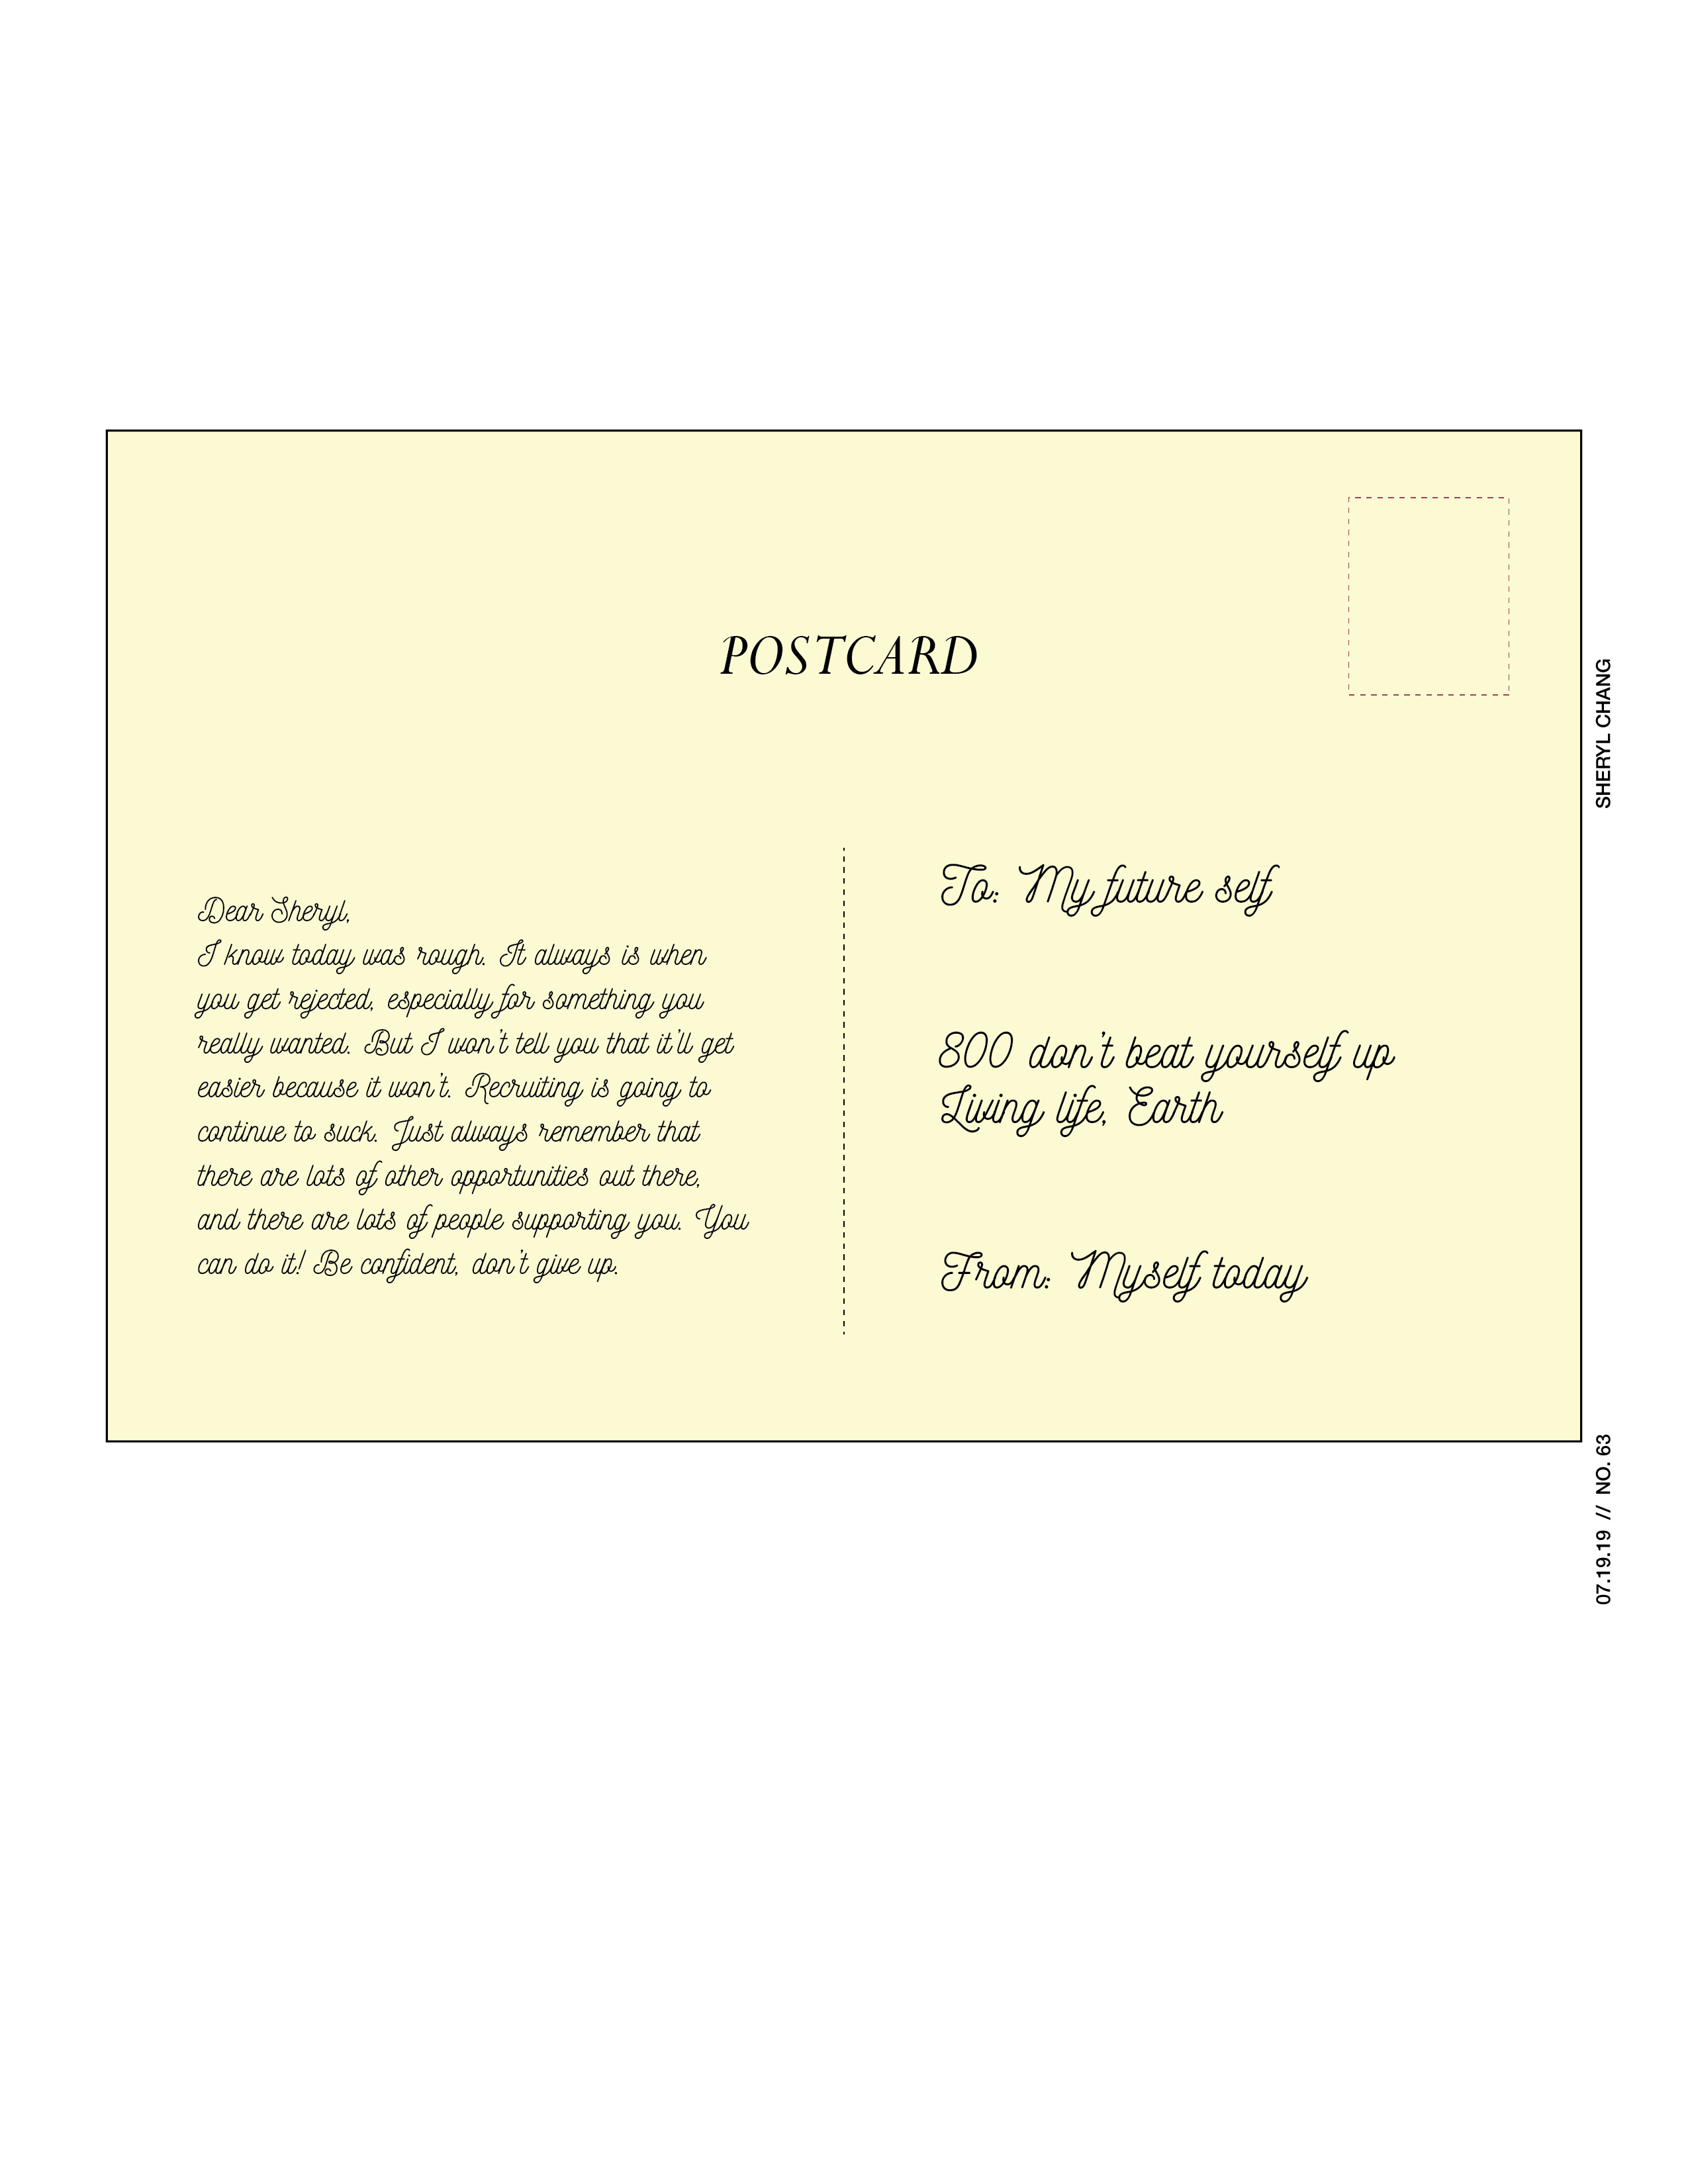 POSTCARD
Dear Sheryl,
I know today was rough. It always is when
you get rejected, especially for something you
really wanted. But I won't tell you that it'll get
easier because it won't. Recruiting is going to
continue to suck. Just always remember that
there are lots of other opportunities out there,
and there are lots of people supporting you. You
can do it! Be confident, don't give up.
To: My future self
800 don't beat yourself up
Living life, Earth
From: Myself today
SHERYL CHANG
07.19.19 // NO. 63